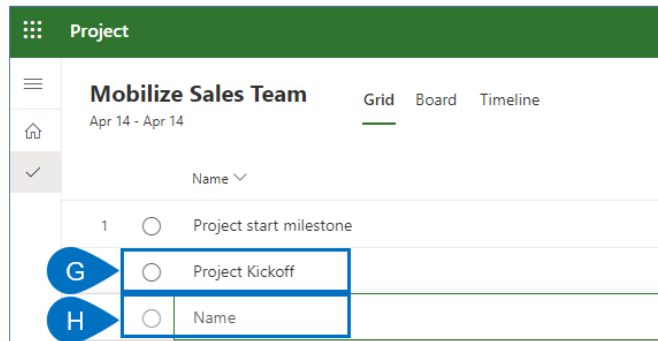 Project
Mobilize Sales Team
Grid Board Timeline
Apr 14 - Apr 14
Name
1 Project start milestone
G Project Kickoff
H Name